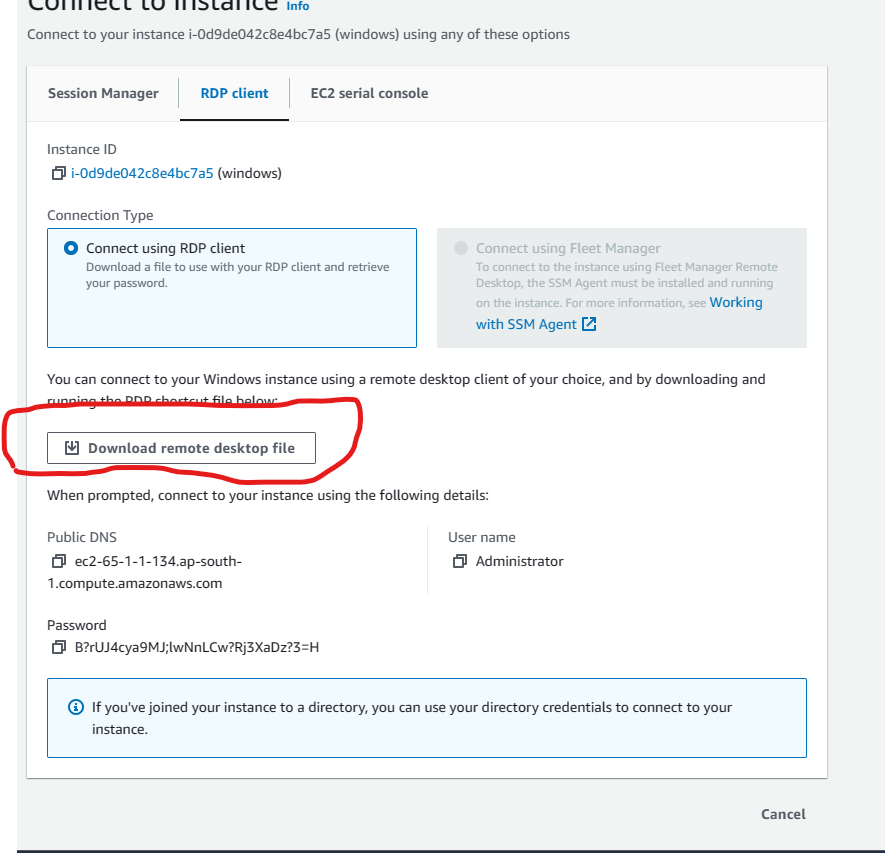 Connect to instance Info
Connect to your instance i-0d9de042c8e4bc7a5 (windows) using any of these options
Session Manager
RDP client
EC2 serial console
Instance ID
i-0d9de042c8e4bc7a5 (windows)
Connection Type
Connect using RDP client
Download a file to use with your RDP client and retrieve
your password.
Connect using Fleet Manager
To connect to the instance using Fleet Manager Remote
Desktop, the SSM Agent must be installed and running
on the instance. For more information, see Working
with SSM Agent
You can connect to your Windows instance using a remote desktop client of your choice, and by downloading and
running the RDP shortcut file below:
Download remote desktop file
When prompted, connect to your instance using the following details:
Public DNS
ec2-65-1-1-134.ap-south-
1.compute.amazonaws.com
User name
Administrator
Password
B?rUJ4cya9MJ;lwNnLCw?Rj3XaDz?3=H
If you've joined your instance to a directory, you can use your directory credentials to connect to your
instance.
Cancel